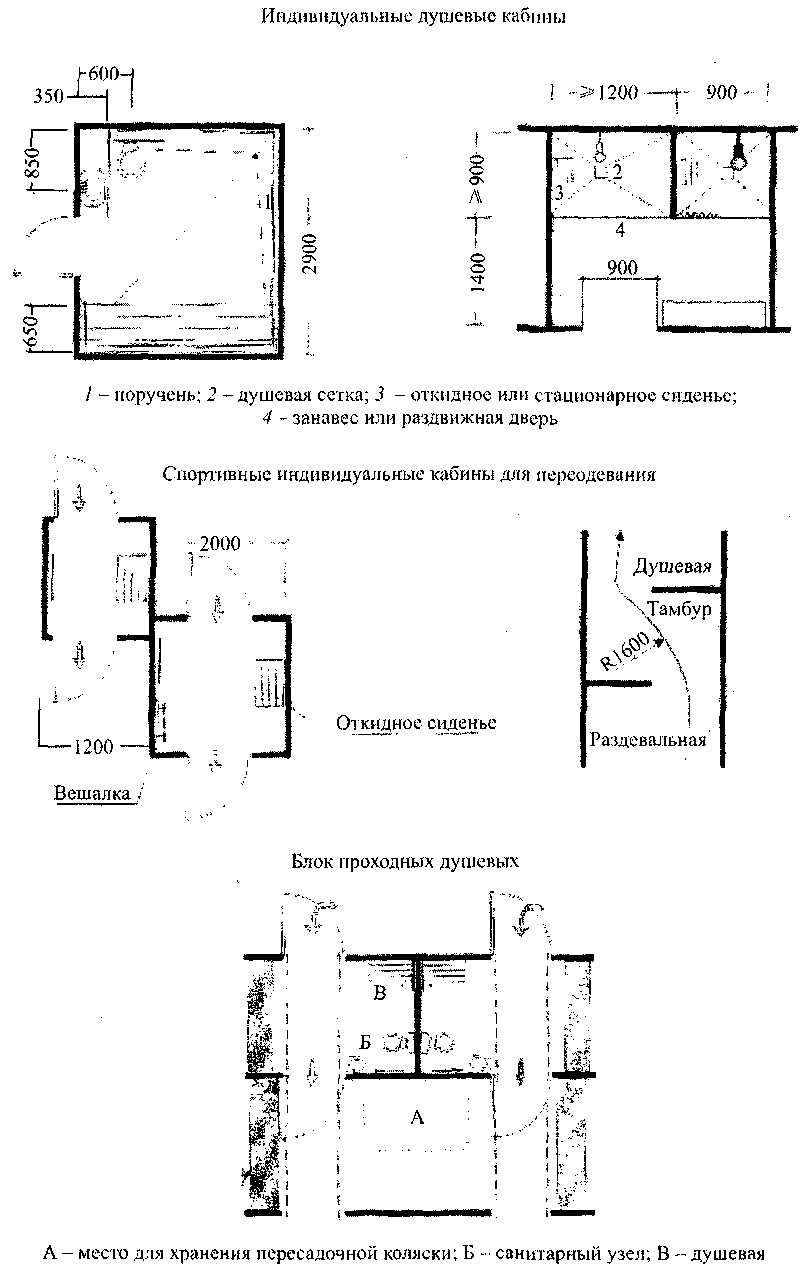 Индивидуальные душевые кабины
600
350
850
650
2900
1
≥1200
900
≥900
1400
2
3
4
900
1 – поручень; 2 – душевая сетка; 3 – откидное или стационарное сиденье;
4 - занавес или раздвижная дверь
Спортивные индивидуальные кабины для переодевания
2000
1200
Откидное сиденье
Вешалка
Душевая
Тамбур
R1600
Раздевальная
Блок проходных душевых
В
Б
А
А – место для хранения пересадочной коляски; Б – санитарный узел; В – душевая